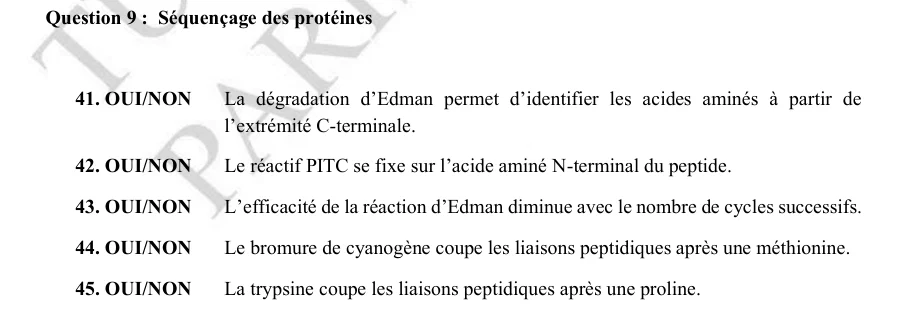 Question 9 : Séquençage des protéines
41. OUI/NON La dégradation d'Edman permet d'identifier les acides aminés à partir de
l'extrémité C-terminale.
42. OUI/NON Le réactif PITC se fixe sur l'acide aminé N-terminal du peptide.
43. OUI/NON L'efficacité de la réaction d'Edman diminue avec le nombre de cycles successifs.
44. OUI/NON Le bromure de cyanogène coupe les liaisons peptidiques après une méthionine.
45. OUI/NON La trypsine coupe les liaisons peptidiques après une proline.